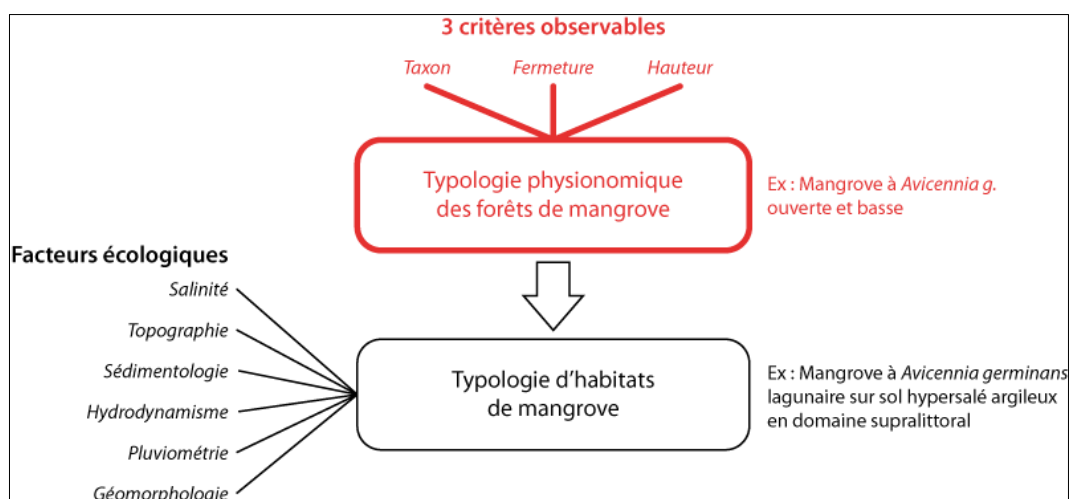 3 critères observables
Taxon Fermeture Hauteur
Typologie physionomique
des forêts de mangrove
Ex : Mangrove à Avicennia g.
ouverte et basse
Facteurs écologiques
Salinité
Topographie
Sédimentologie
Hydrodynamisme
Pluviométrie
Géomorphologie
Typologie d'habitats
de mangrove
Ex : Mangrove à Avicennia germinans
lagunaire sur sol hypersalé argileux
en domaine supralittoral